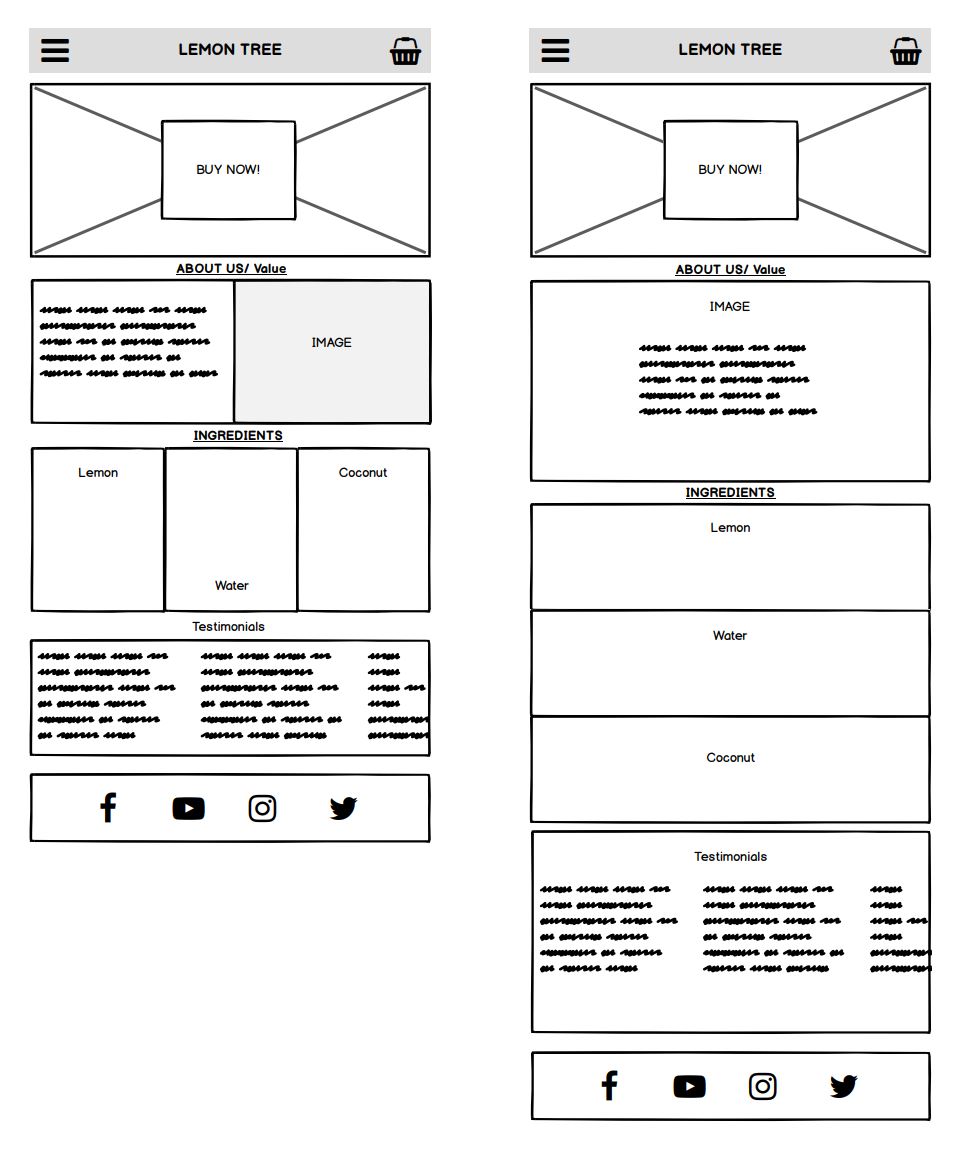 LEMON TREE
BUY NOW!
ABOUT US/ Value
IMAGE
INGREDIENTS
Lemon
Coconut
Water
Testimonials
LEMON TREE
BUY NOW!
ABOUT US/ Value
IMAGE
INGREDIENTS
Lemon
Water
Coconut
Testimonials